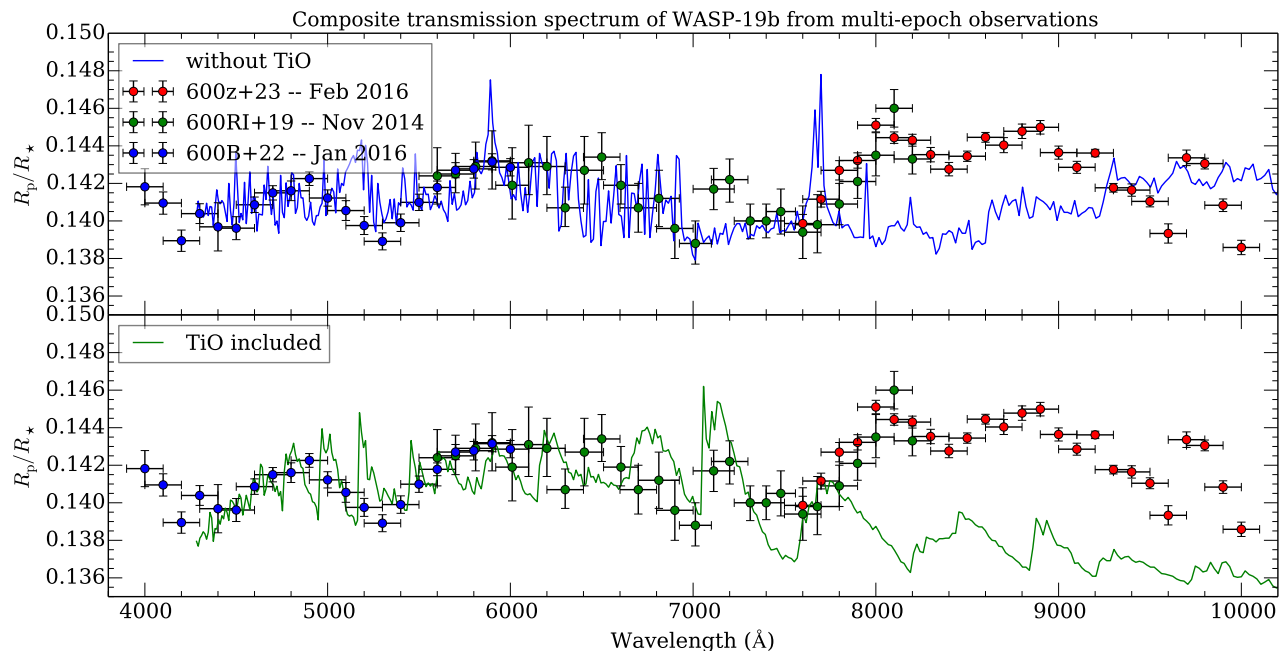 Composite transmission spectrum of WASP-19b from multi-epoch observations
0.150
0.148
0.146
0.144
0.142
0.140
0.138
0.136
Rp/R⋆
without TiO
600z+23 -- Feb 2016
600RI+19 -- Nov 2014
600B+22 -- Jan 2016
0.150
0.148
0.146
0.144
0.142
0.140
0.138
0.136
Rp/R⋆
TiO included
4000 5000 6000 7000 8000 9000 10000
Wavelength (Å)